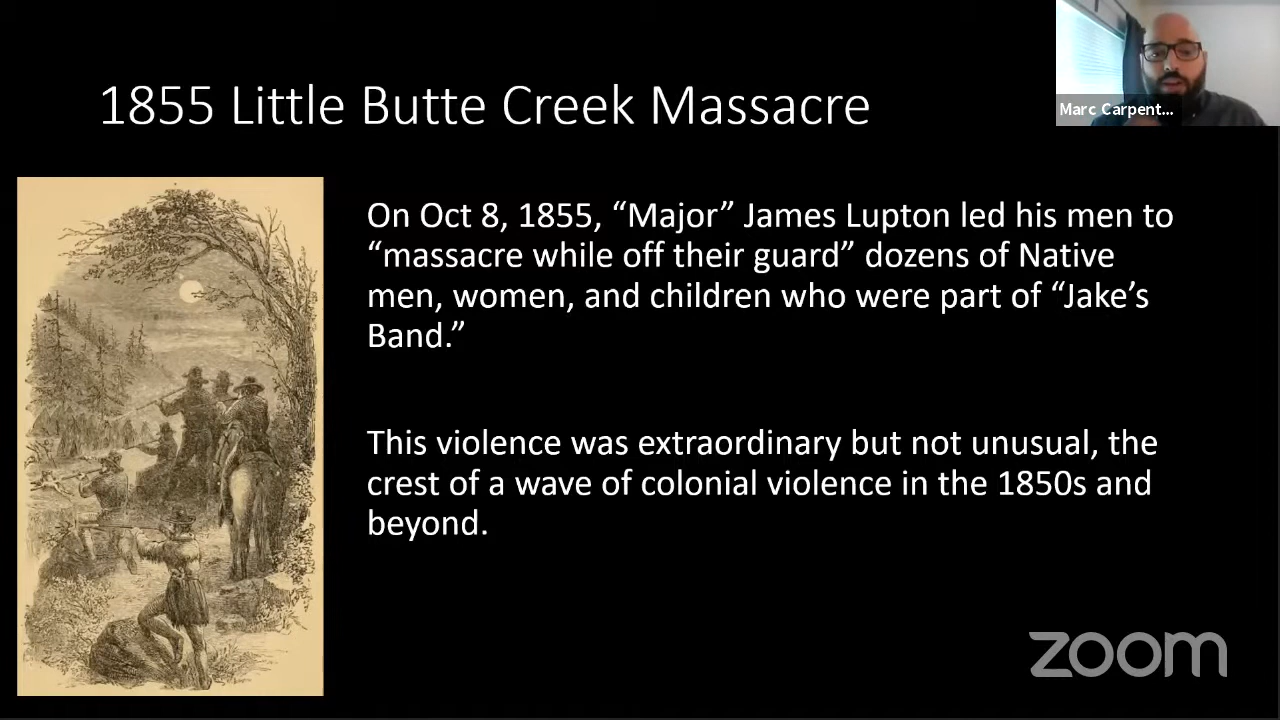 1855 Little Butte Creek Massacre
Marc Carpent...
On Oct 8, 1855, “Major” James Lupton led his men to
“massacre while off their guard” dozens of Native
men, women, and children who were part of “Jake’s
Band.”
This violence was extraordinary but not unusual, the
crest of a wave of colonial violence in the 1850s and
beyond.
zoom